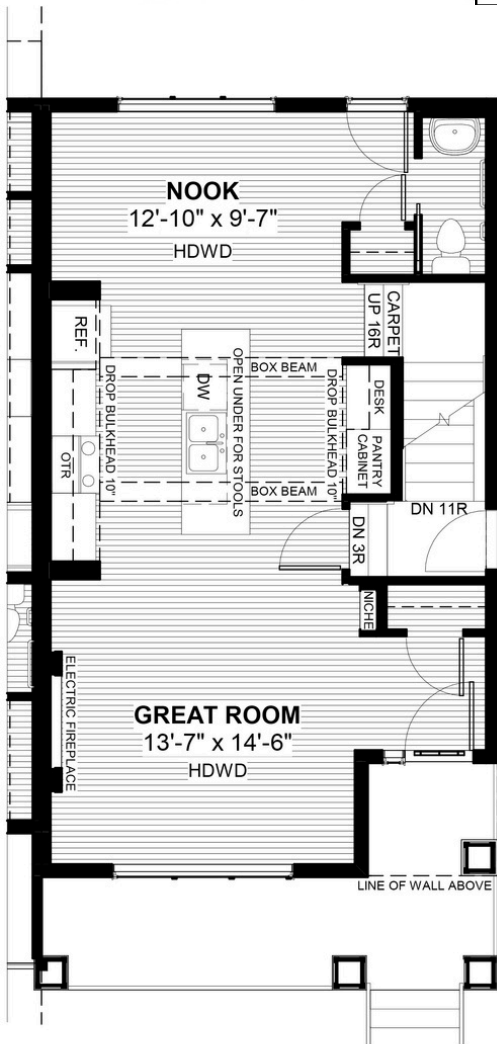 NOOK
12'-10" x 9'-7"
HDWD
CARPET
UP 16R
REF.
DROP BULKHEAD 10"
DW
OPEN UNDER FOR STOOLS
BOX BEAM
DROP BULKHEAD 10"
DESK
PANTRY
CABINET
OTR
BOX BEAM
N
DN 11R
DN 3R
NICHE
ELECTRIC FIREPLACE
GREAT ROOM
13'-7" x 14'-6"
HDWD
LINE OF WALL ABOVE